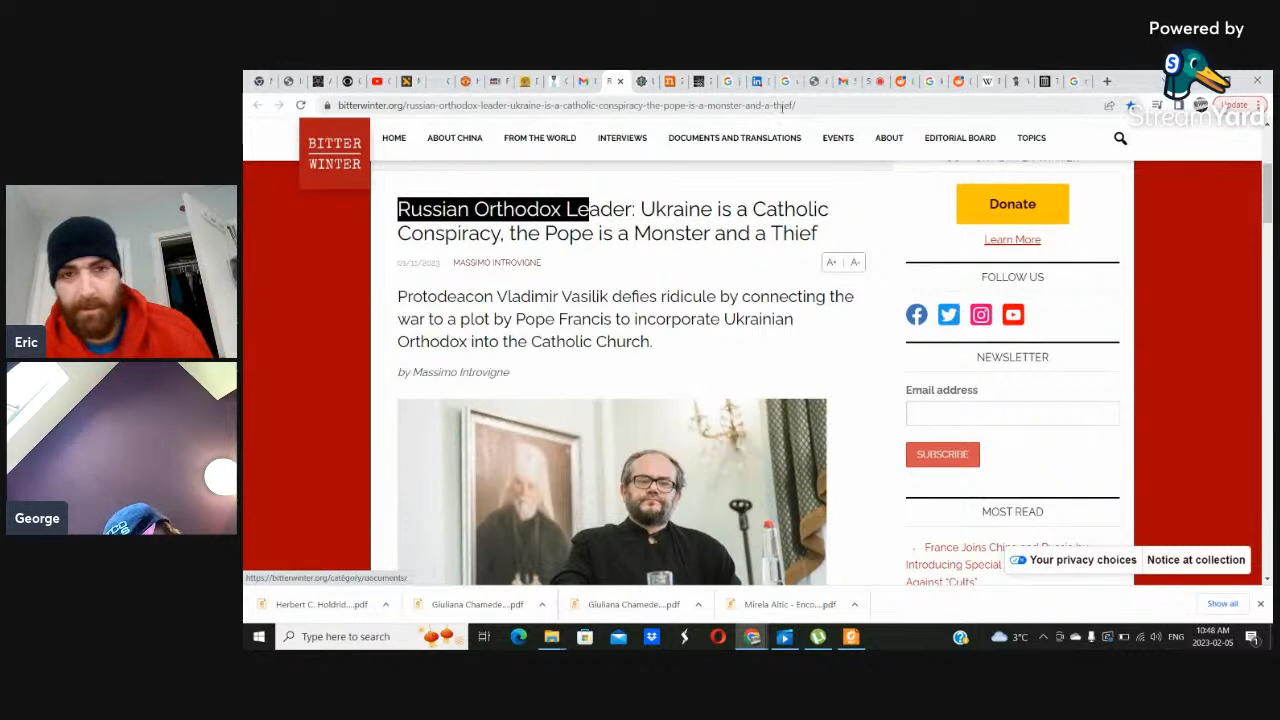 Powered by
StreamYard
Update
bitterwinter.org/russian-orthodox-leader-ukraine-is-a-catholic-conspiracy-the-pope-is-a-monster-and-a-thief/
BITTER
WINTER
HOME
ABOUT CHINA
FROM THE WORLD
INTERVIEWS
DOCUMENTS AND TRANSLATIONS
EVENTS
ABOUT
EDITORIAL BOARD
TOPICS
Russian Orthodox Leader: Ukraine is a Catholic
Conspiracy, the Pope is a Monster and a Thief
01/11/2023 MASSIMO INTROVIGNE
A+ | A-
Protodeacon Vladimir Vasilik defies ridicule by connecting the
war to a plot by Pope Francis to incorporate Ukrainian
Orthodox into the Catholic Church.
by Massimo Introvigne
Donate
Learn More
FOLLOW US
NEWSLETTER
Email address
SUBSCRIBE
MOST READ
France Joins China and Russia by
Introducing Special
Against "Cults"
Your privacy choices
Notice at collection
Eric
George
https://bitterwinter.org/category/documents/
Herbert C. Holdrid....pdf
Giuliana Chamede....pdf
Giuliana Chamede....pdf
Mirela Altic - Enco....pdf
Show all
Type here to search
3°C
ENG
10:48 AM
2023-02-05